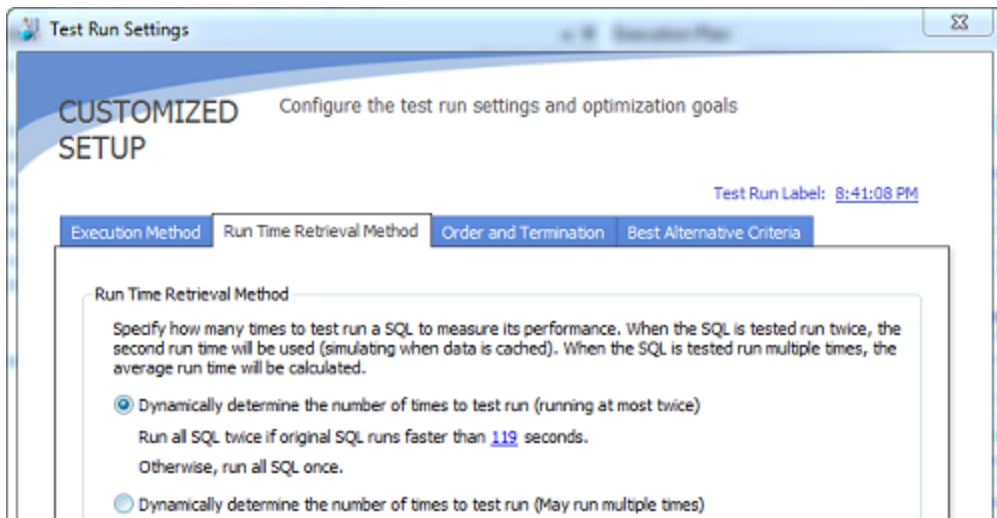 Test Run Settings
CUSTOMIZED
SETUP
Configure the test run settings and optimization goals
Test Run Label: 8:41:08 PM
Execution Method Run Time Retrieval Method Order and Termination Best Alternative Criteria
Run Time Retrieval Method
Specify how many times to test run a SQL to measure its performance. When the SQL is tested run twice, the
second run time will be used (simulating when data is cached). When the SQL is tested run multiple times, the
average run time will be calculated.
Dynamically determine the number of times to test run (running at most twice)
Run all SQL twice if original SQL runs faster than 119 seconds.
Otherwise, run all SQL once.
Dynamically determine the number of times to test run (May run multiple times)